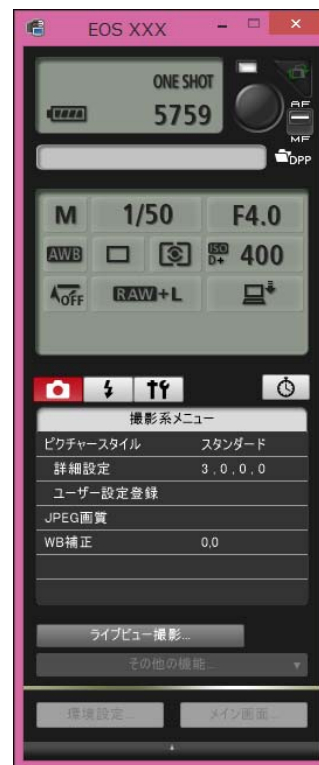 EOS XXX
ONE SHOT
5759
AF
MF
DPP
M 1/50 F4.0
AWB ISO D+ 400
OFF RAW+L
撮影系メニュー
ピクチャースタイル スタンダード
詳細設定 3,0,0,0
ユーザー設定登録
JPEG画質
WB補正 0,0
ライブビュー撮影...
その他の機能...
環境設定... メイン画面...